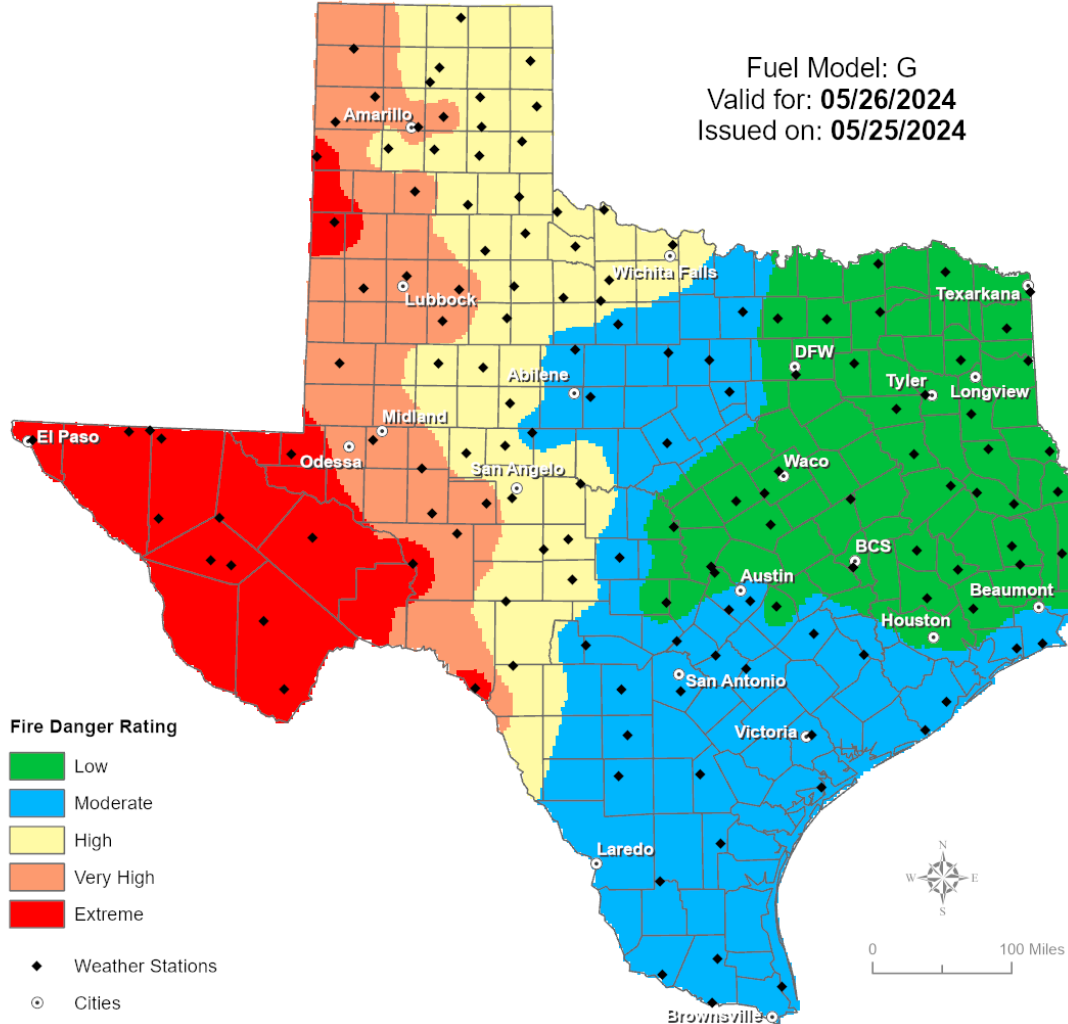 Fuel Model: G
Valid for: 05/26/2024
Issued on: 05/25/2024
Amarillo
Wichita Falls
Lubbock
Texarkana
DFW
Abilene
Tyler
Longview
Midland
El Paso
Odessa
San Angelo
Waco
BCS
Austin
Beaumont
Houston
San Antonio
Victoria
Laredo
Brownsville
Fire Danger Rating
Low
Moderate
High
Very High
Extreme
Weather Stations
Cities
N
W E
S
0 100 Miles